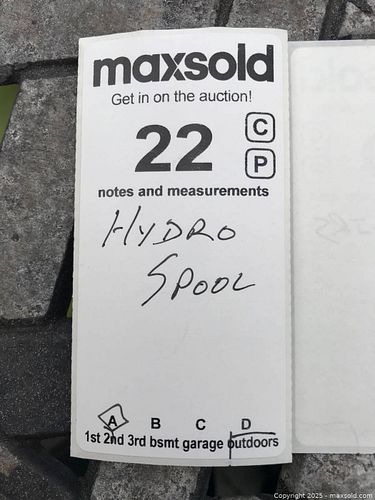 maxsold
Get in on the auction!
22 C
P
notes and measurements
HYDRO
SPOOL
A B C D
1st 2nd 3rd bsmt garage outdoors
Copyright 2025 - maxsold.com